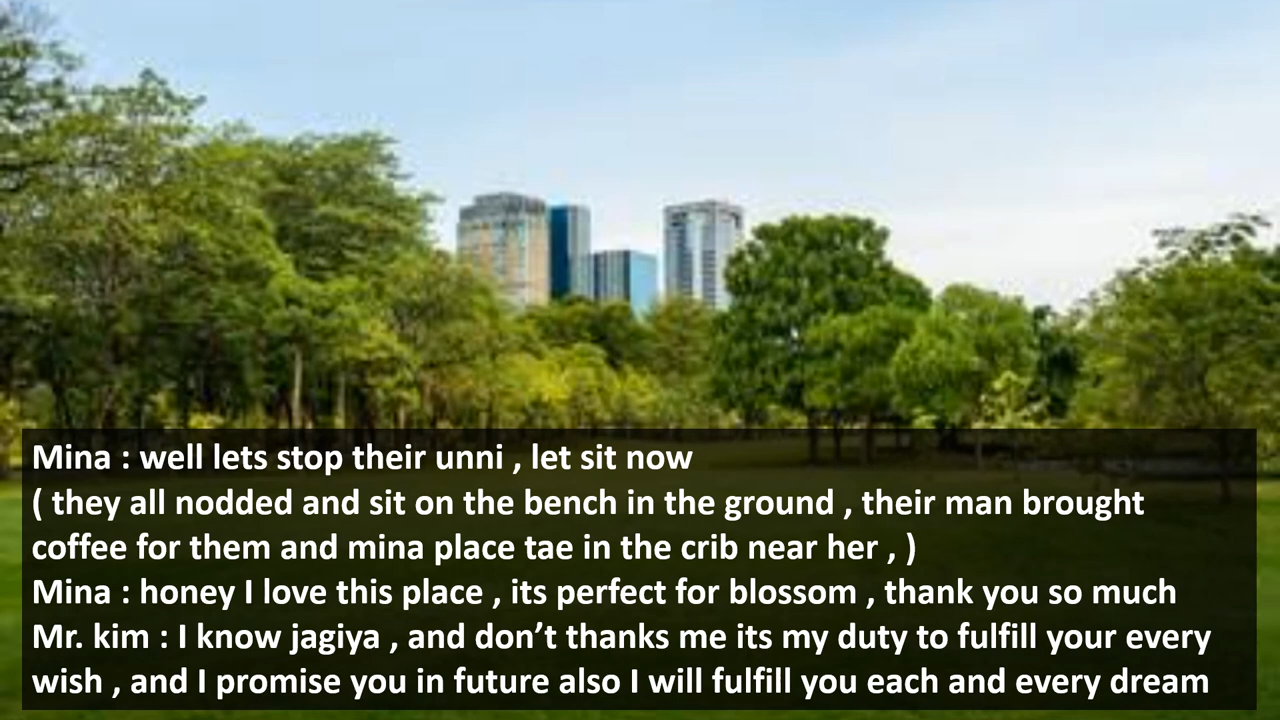 Mina : well lets stop their unni , let sit now
( they all nodded and sit on the bench in the ground , their man brought
coffee for them and mina place tae in the crib near her , )
Mina : honey I love this place , its perfect for blossom , thank you so much
Mr. kim : I know jagiya , and don’t thanks me its my duty to fulfill your every
wish , and I promise you in future also I will fulfill you each and every dream